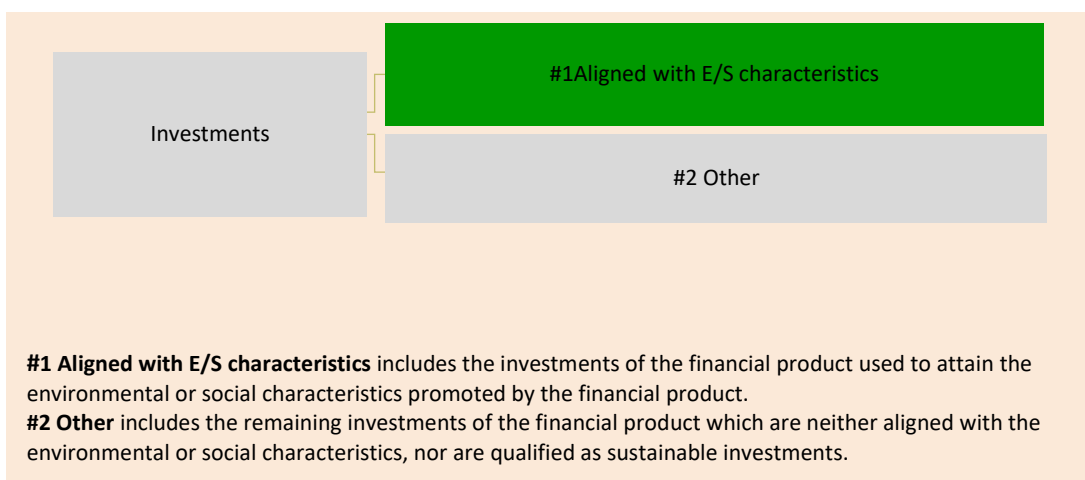 #1Aligned with E/S characteristics
Investments
#2 Other
#1 Aligned with E/S characteristics includes the investments of the financial product used to attain the
environmental or social characteristics promoted by the financial product.
#2 Other includes the remaining investments of the financial product which are neither aligned with the
environmental or social characteristics, nor are qualified as sustainable investments.